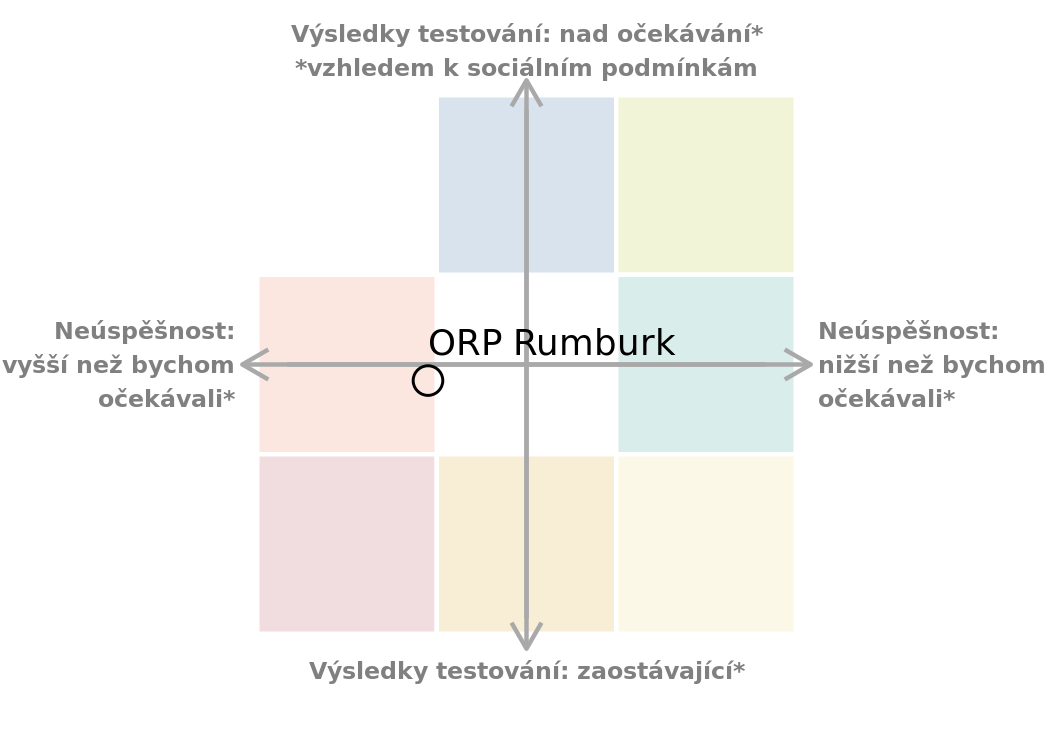 Výsledky testování: nad očekávání*
*vzhledem k sociálním podmínkám
ORP Rumburk
Neúspěšnost:
vyšší než bychom
očekávali*
Neúspěšnost:
nižší než bychom
očekávali*
Výsledky testování: zaostávající*